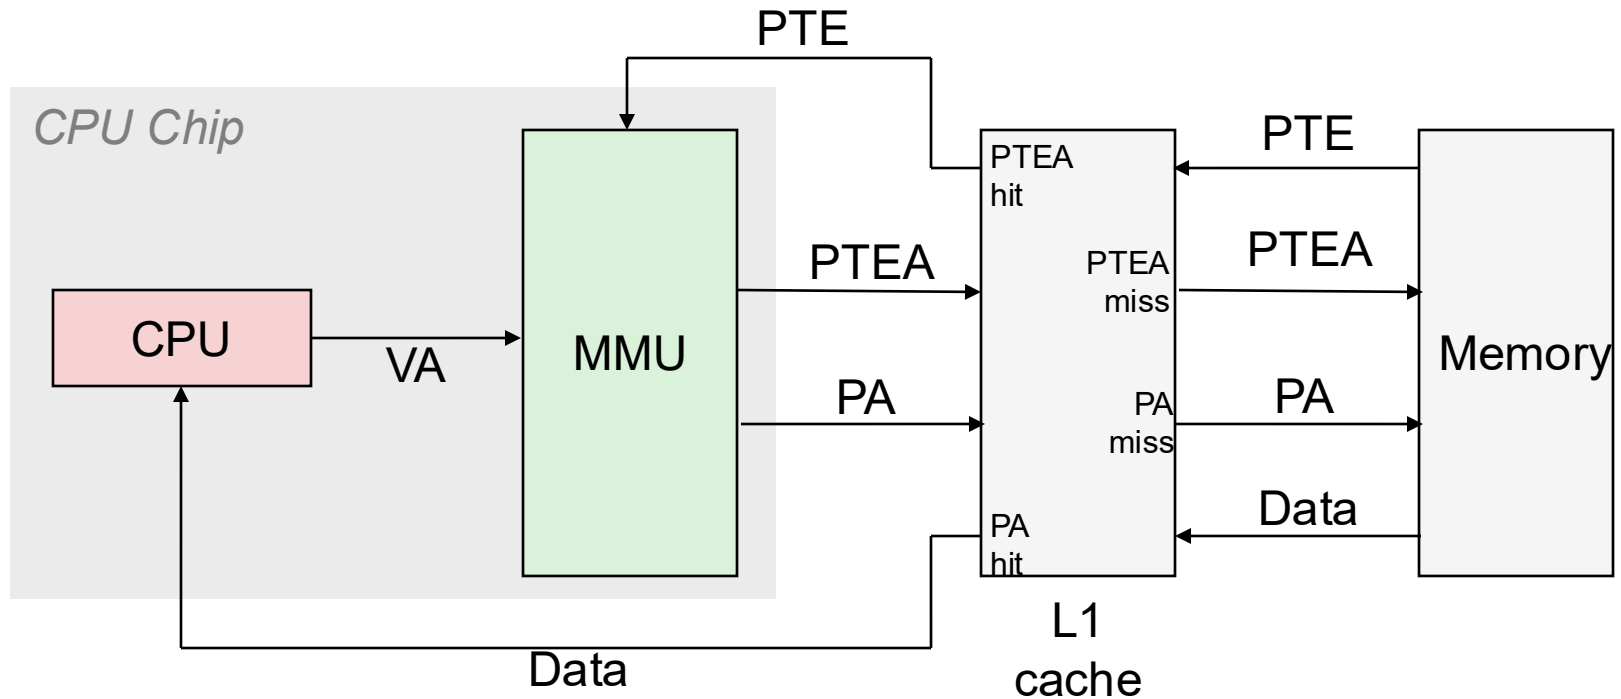 PTE
CPU Chip
PTEA
hit
PTE
PTEA
PTEA
miss
PTEA
CPU
VA
MMU
Memory
PA
PA
miss
PA
PA
hit
Data
Data
L1
cache